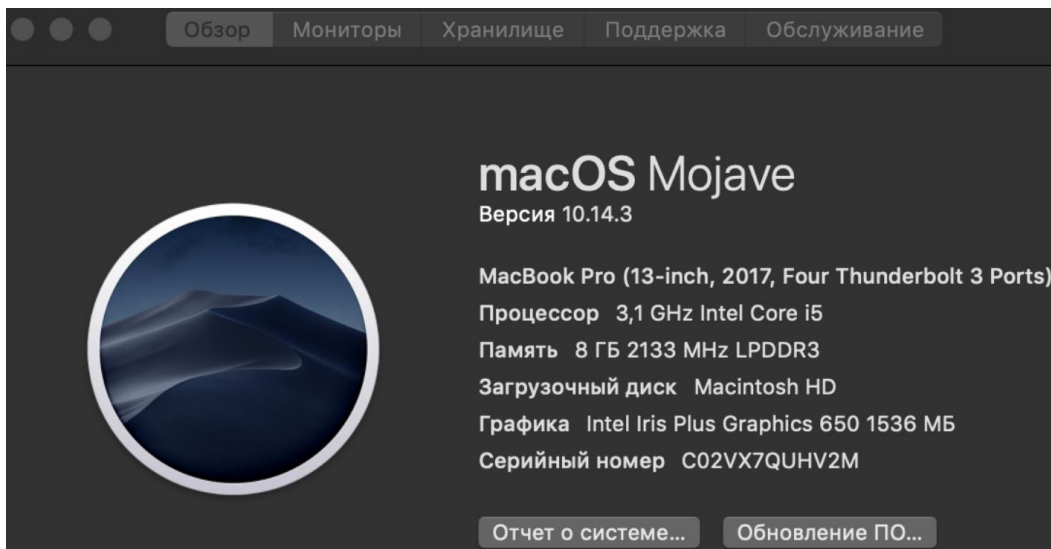 Обзор Мониторы Хранилище Поддержка Обслуживание
macOS Mojave
Версия 10.14.3
MacBook Pro (13-inch, 2017, Four Thunderbolt 3 Ports)
Процессор 3,1 GHz Intel Core i5
Память 8 ГБ 2133 MHz LPDDR3
Загрузочный диск Macintosh HD
Графика Intel Iris Plus Graphics 650 1536 МБ
Серийный номер C02VX7QUHV2M
Отчет о системе... Обновление ПО...